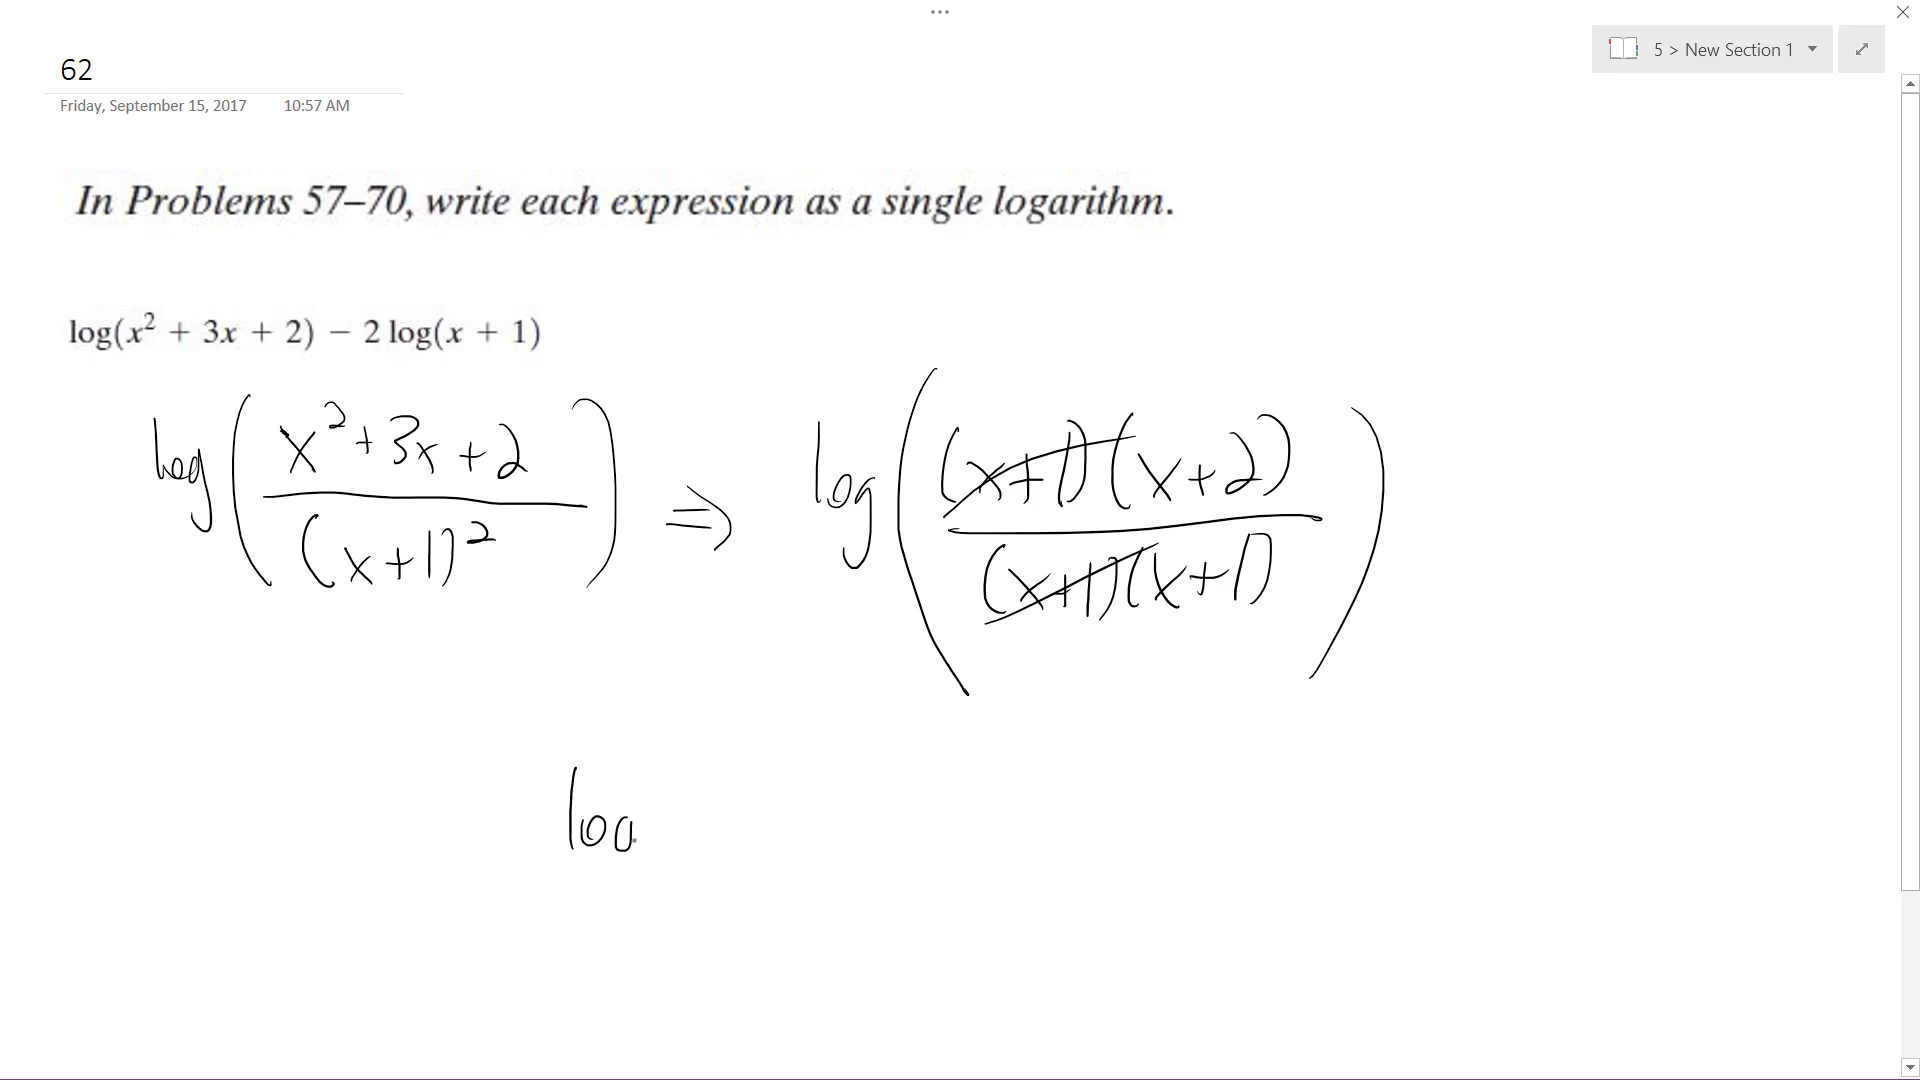 ...
5 > New Section 1
62
Friday, September 15, 2017 10:57 AM
In Problems 57–70, write each expression as a single logarithm.
log(x² + 3x + 2) − 2 log(x + 1)
log( (x²+3x+2) / (x+1)² ) ⇒ log( (x+1)(x+2) / (x+1)(x+1) )
log